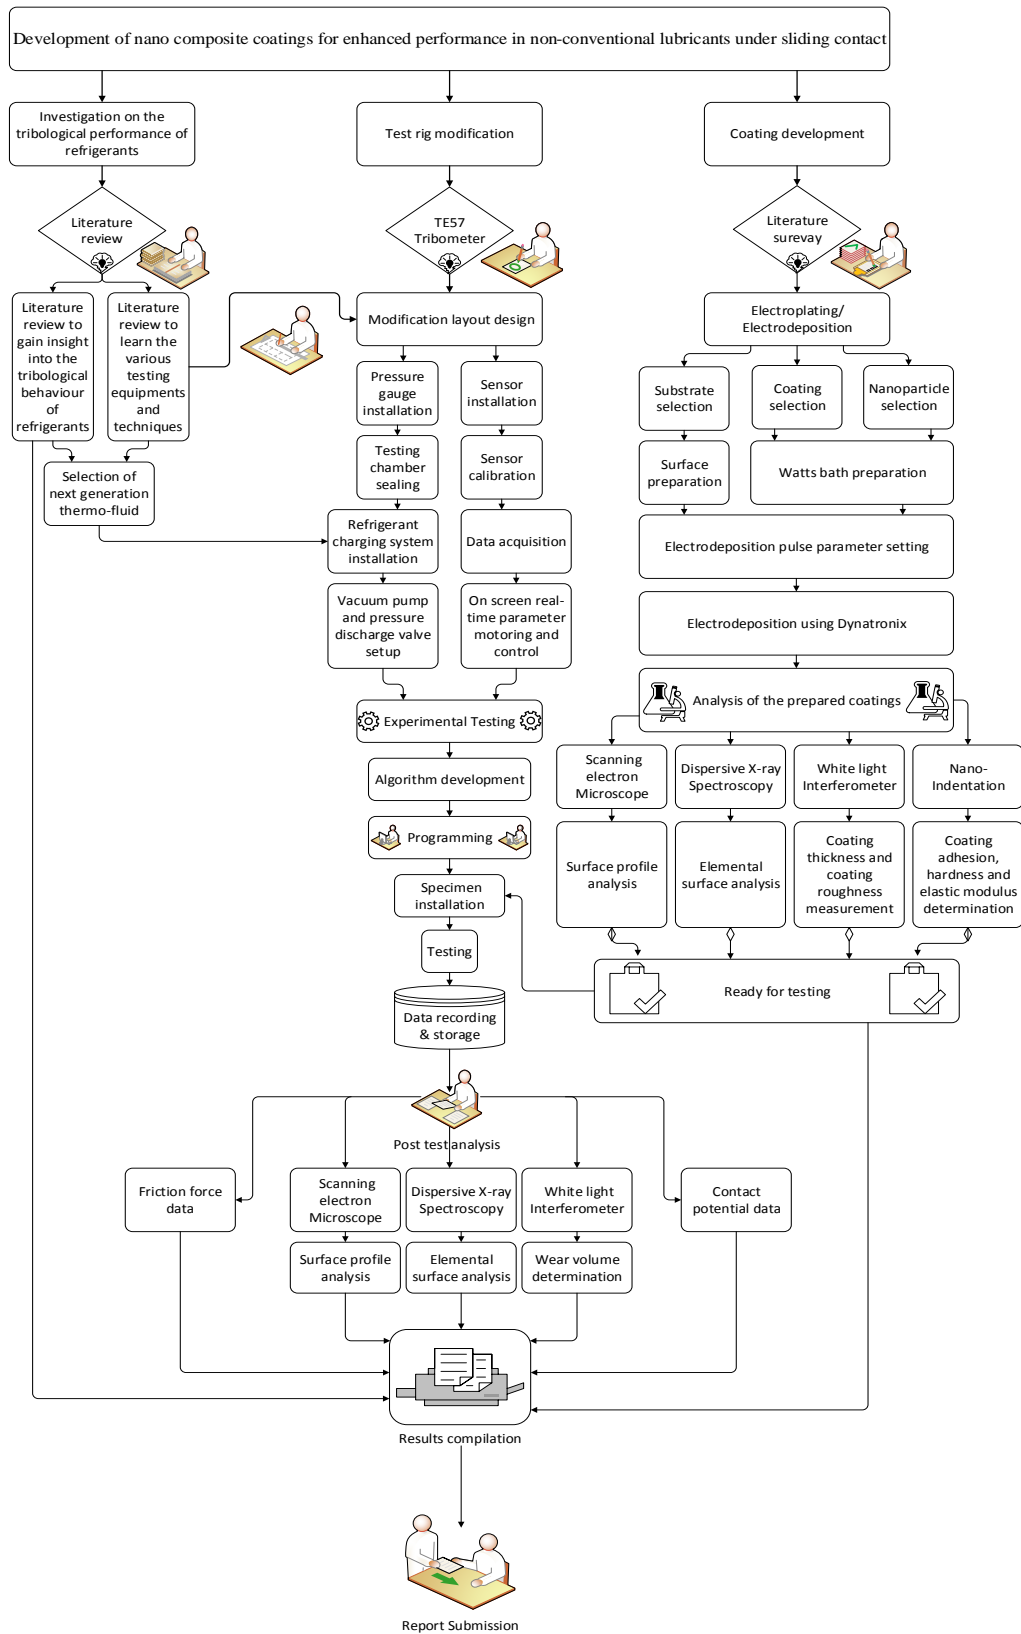 Development of nano composite coatings for enhanced performance in non-conventional lubricants under sliding contact
Investigation on the
tribological performance of
refrigerants
Test rig modification
Coating development
Literature
review
TE57
Tribometer
Literature
surevay
Literature
review to
gain insight
into the
tribological
behaviour
of
refrigerants
Literature
review to
learn the
various
testing
equipments
and
techniques
Selection of
next generation
thermo-fluid
Modification layout design
Pressure
gauge
installation
Sensor
installation
Testing
chamber
sealing
Sensor
calibration
Refrigerant
charging system
installation
Data acquisition
Vacuum pump
and pressure
discharge valve
setup
On screen real-
time parameter
motoring and
control
Experimental Testing
Algorithm development
Programming
Specimen
installation
Testing
Data recording
& storage
Electroplating/
Electrodeposition
Substrate
selection
Coating
selection
Nanoparticle
selection
Surface
preparation
Watts bath preparation
Electrodeposition pulse parameter setting
Electrodeposition using Dynatronix
Analysis of the prepared coatings
Scanning
electron
Microscope
Dispersive X-ray
Spectroscopy
White light
Interferometer
Nano-
Indentation
Surface profile
analysis
Elemental
surface analysis
Coating
thickness and
coating
roughness
measurement
Coating
adhesion,
hardness and
elastic modulus
determination
Ready for testing
Post test analysis
Friction force
data
Scanning
electron
Microscope
Dispersive X-ray
Spectroscopy
White light
Interferometer
Contact
potential data
Surface profile
analysis
Elemental
surface analysis
Wear volume
determination
Results compilation
Report Submission